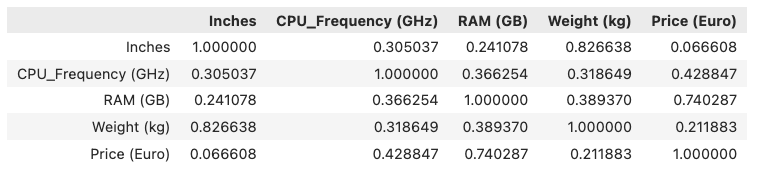 Inches CPU_Frequency (GHz) RAM (GB) Weight (kg) Price (Euro)
Inches 1.000000 0.305037 0.241078 0.826638 0.066608
CPU_Frequency (GHz) 0.305037 1.000000 0.366254 0.318649 0.428847
RAM (GB) 0.241078 0.366254 1.000000 0.389370 0.740287
Weight (kg) 0.826638 0.318649 0.389370 1.000000 0.211883
Price (Euro) 0.066608 0.428847 0.740287 0.211883 1.000000